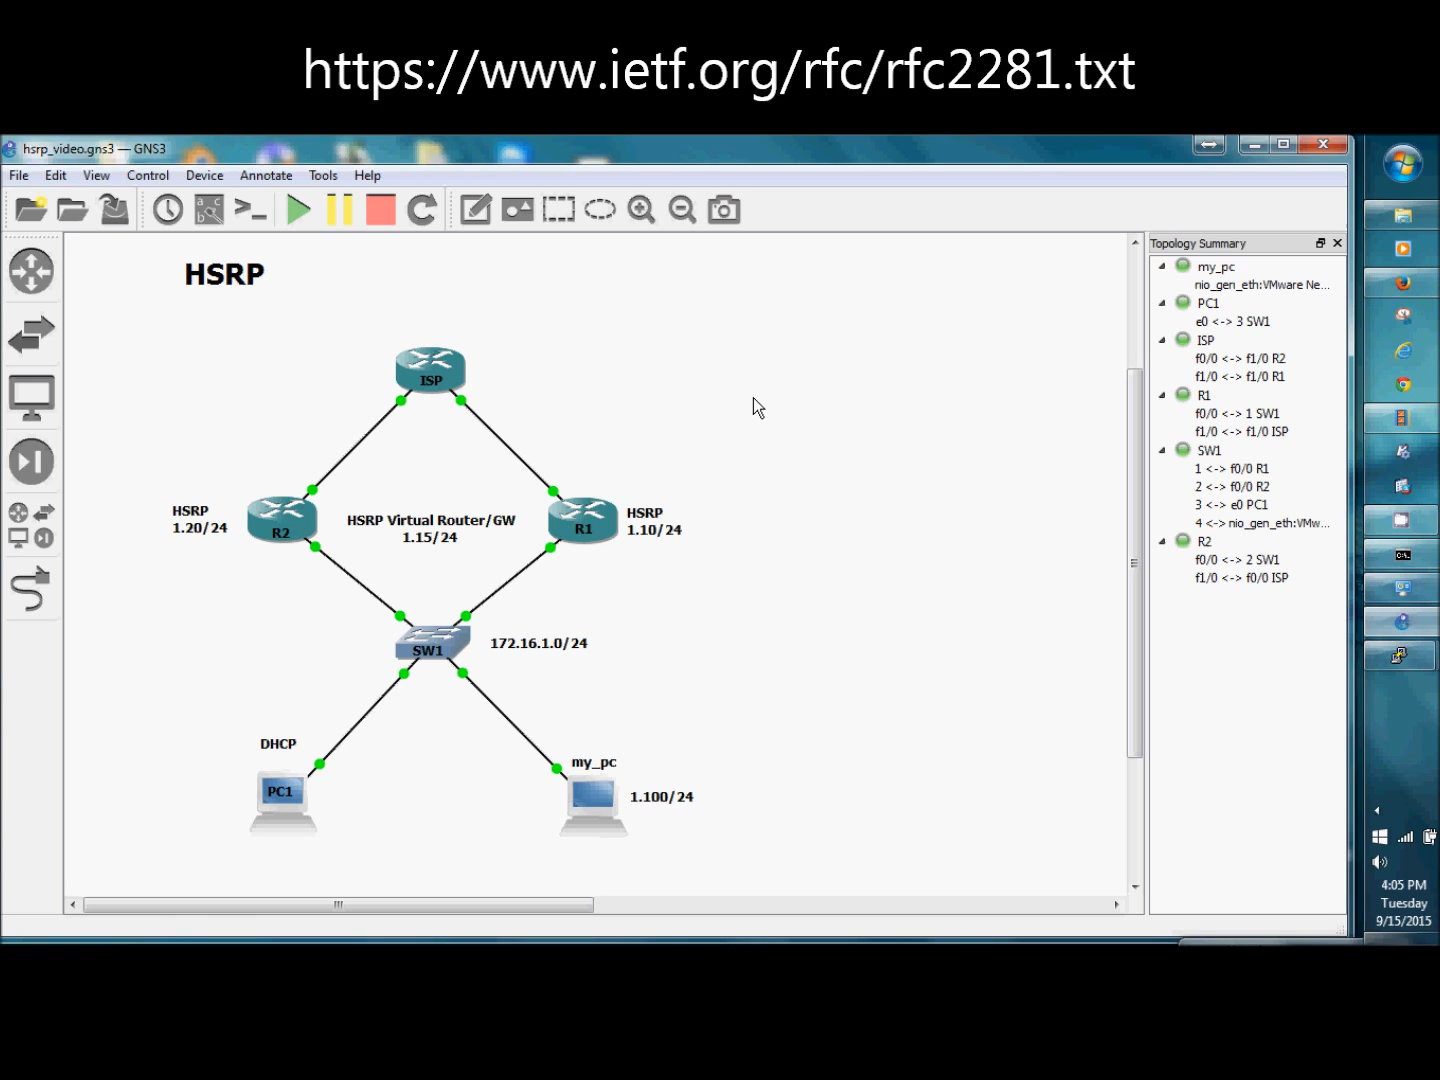 https://www.ietf.org/rfc/rfc2281.txt
hsrp_video.gns3 — GNS3
File Edit View Control Device Annotate Tools Help
HSRP
ISP
HSRP
1.20/24
R2
HSRP Virtual Router/GW
1.15/24
R1
HSRP
1.10/24
SW1
172.16.1.0/24
DHCP
PC1
my_pc
1.100/24
Topology Summary
my_pc
nio_gen_eth:VMware Ne...
PC1
e0 <-> 3 SW1
ISP
f0/0 <-> f1/0 R2
f1/0 <-> f1/0 R1
R1
f0/0 <-> 1 SW1
f1/0 <-> f1/0 ISP
SW1
1 <-> f0/0 R1
2 <-> f0/0 R2
3 <-> e0 PC1
4 <-> nio_gen_eth:VMw...
R2
f0/0 <-> 2 SW1
f1/0 <-> f0/0 ISP
4:05 PM
Tuesday
9/15/2015